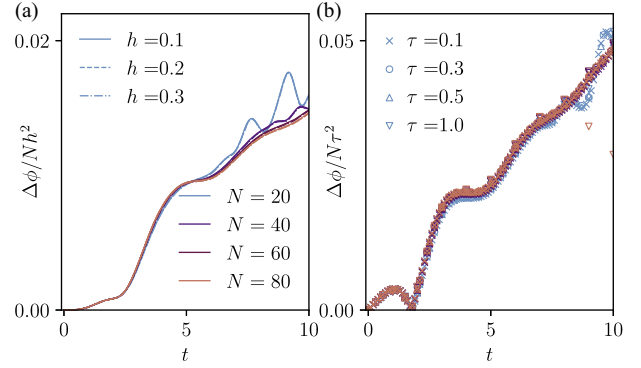 (a)
0.02
h = 0.1
h = 0.2
h = 0.3
Δϕ/Nh²
N = 20
N = 40
N = 60
N = 80
0.00
0
5
10
t
(b)
0.05
τ = 0.1
τ = 0.3
τ = 0.5
τ = 1.0
Δϕ/Nτ²
0.00
0
5
10
t